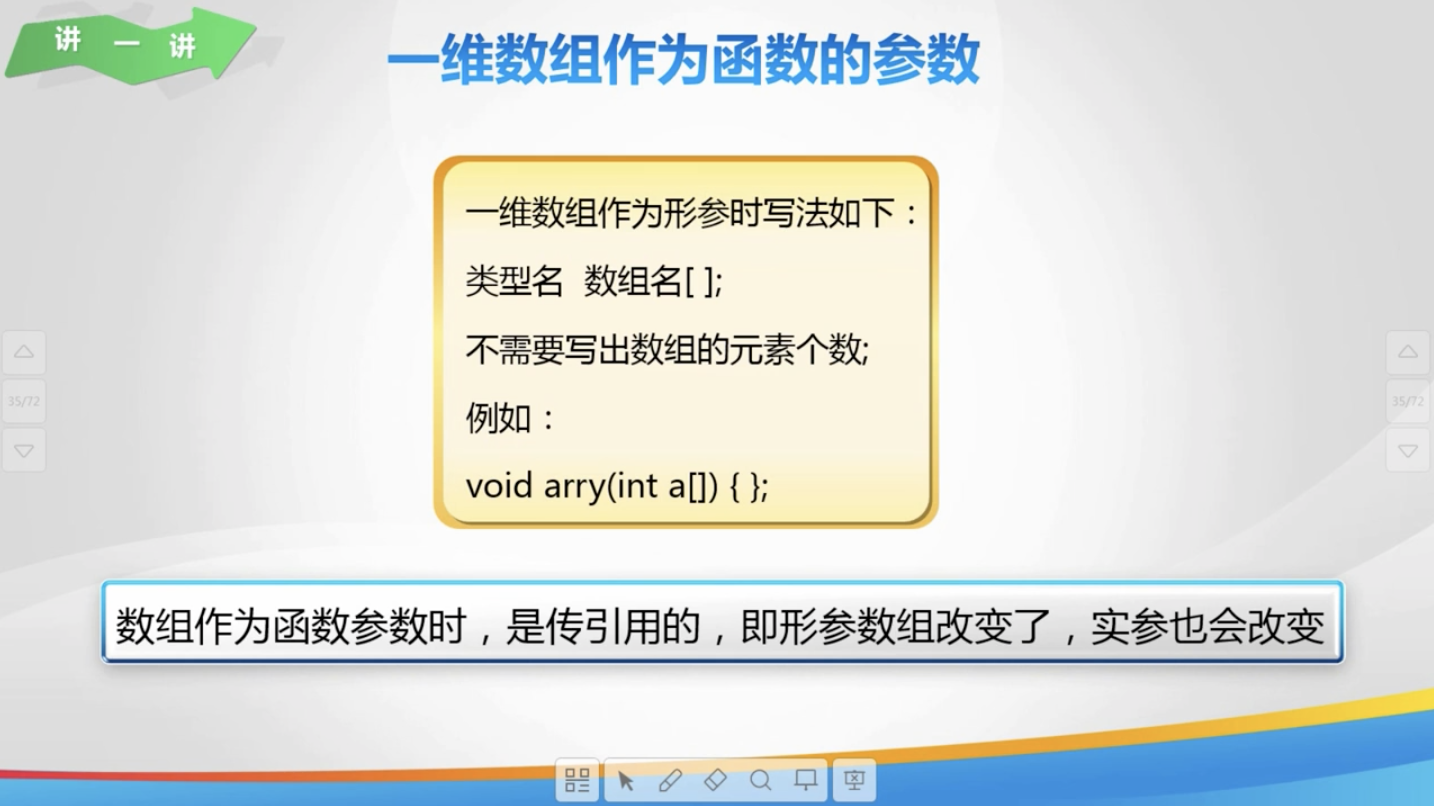 讲一讲
一维数组作为函数的参数
一维数组作为形参时写法如下：
类型名 数组名[ ];
不需要写出数组的元素个数;
例如：
void arry(int a[]) { };
35/72
35/72
数组作为函数参数时，是传引用的，即形参数组改变了，实参也会改变